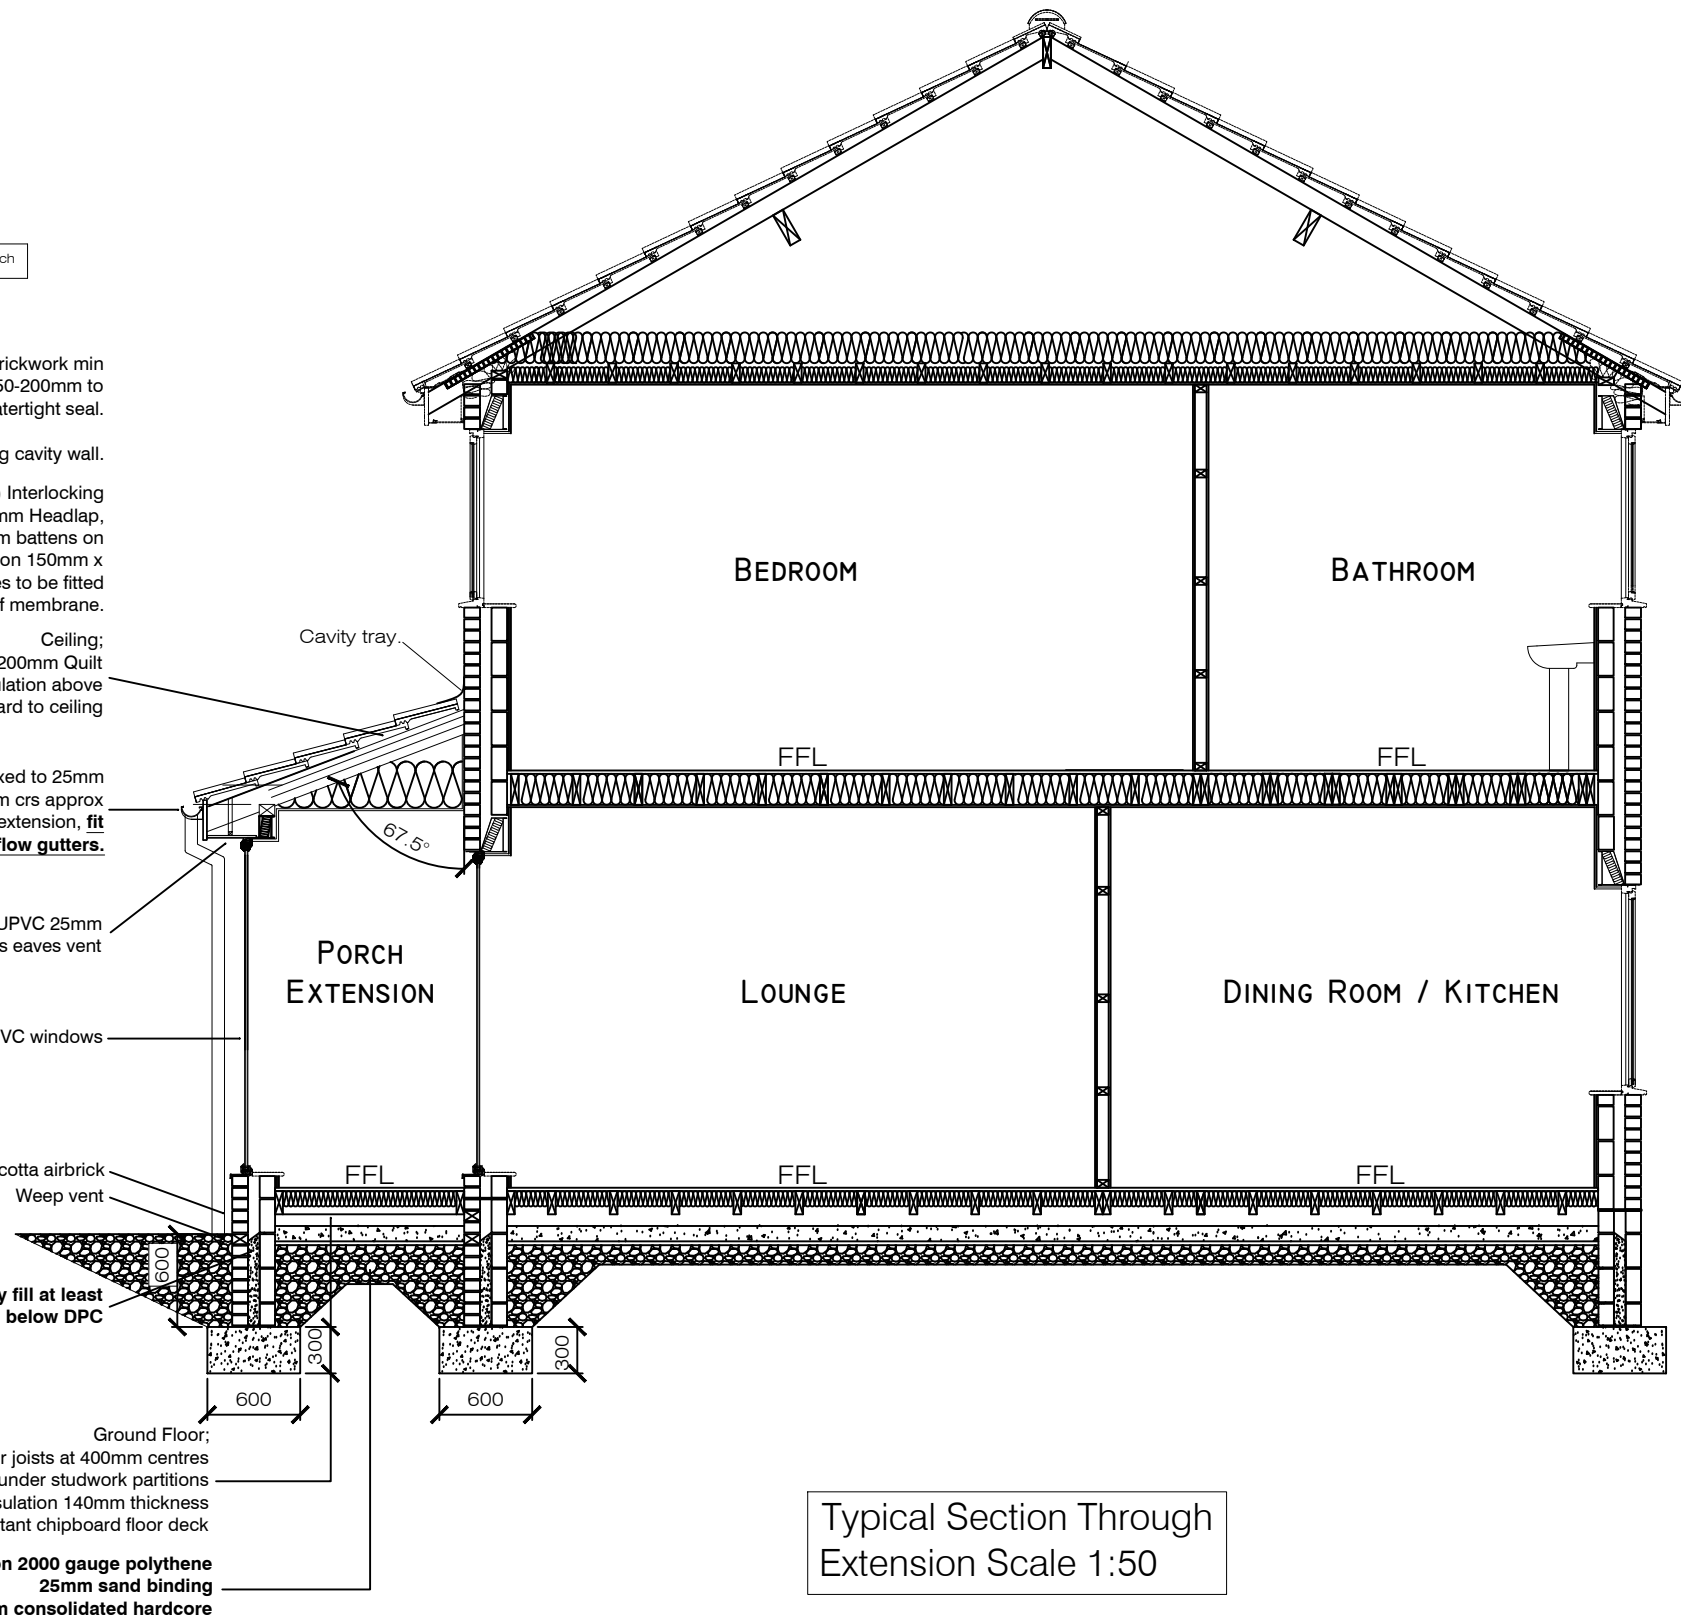 ch
rickwork min
50-200mm to
atertight seal.
g cavity wall.
Interlocking
mm Headlap,
m battens on
on 150mm x
es to be fitted
f membrane.
Ceiling;
200mm Quilt
ulation above
ard to ceiling
xed to 25mm
m crs approx
extension, fit
flow gutters.
UPVC 25mm
s eaves vent
VC windows
cotta airbrick
Weep vent
y fill at least
below DPC
Ground Floor;
r joists at 400mm centres
under studwork partitions
sulation 140mm thickness
tant chipboard floor deck
on 2000 gauge polythene
25mm sand binding
m consolidated hardcore
Cavity tray.
67.5°
BEDROOM
BATHROOM
FFL
FFL
PORCH
EXTENSION
LOUNGE
DINING ROOM / KITCHEN
FFL
FFL
FFL
600
300
300
600
600
Typical Section Through
Extension Scale 1:50